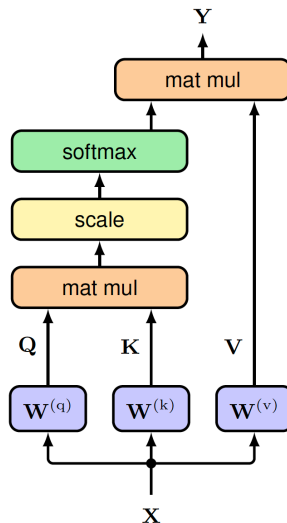 Y
mat mul
softmax
scale
mat mul
Q K V
W^(q) W^(k) W^(v)
X